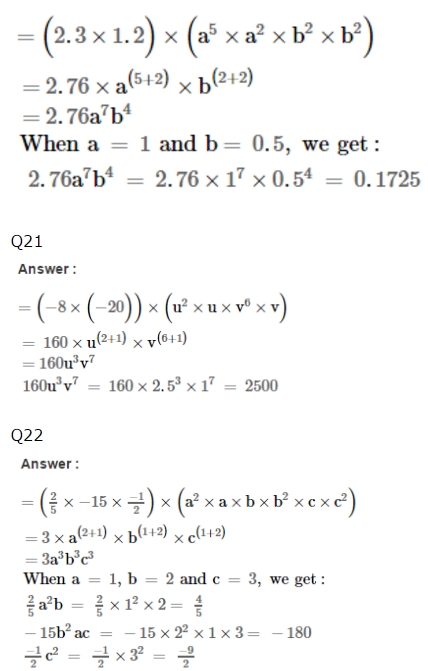 = (2.3 × 1.2) × (a⁵ × a² × b² × b²)
= 2.76 × a⁽⁵⁺²⁾ × b⁽²⁺²⁾
= 2.76a⁷b⁴
When a = 1 and b = 0.5, we get :
2.76a⁷b⁴ = 2.76 × 1⁷ × 0.5⁴ = 0.1725
Q21
Answer :
= (−8 × (−20)) × (u² × u × v⁶ × v)
= 160 × u⁽²⁺¹⁾ × v⁽⁶⁺¹⁾
= 160u³v⁷
160u³v⁷ = 160 × 2.5³ × 1⁷ = 2500
Q22
Answer :
= (2/5 × −15 × −1/2) × (a² × a × b × b² × c × c²)
= 3 × a⁽²⁺¹⁾ × b⁽¹⁺²⁾ × c⁽¹⁺²⁾
= 3a³b³c³
When a = 1, b = 2 and c = 3, we get :
2/5 a²b = 2/5 × 1² × 2 = 4/5
− 15b² ac = − 15 × 2² × 1 × 3 = − 180
−1/2 c² = −1/2 × 3² = −9/2